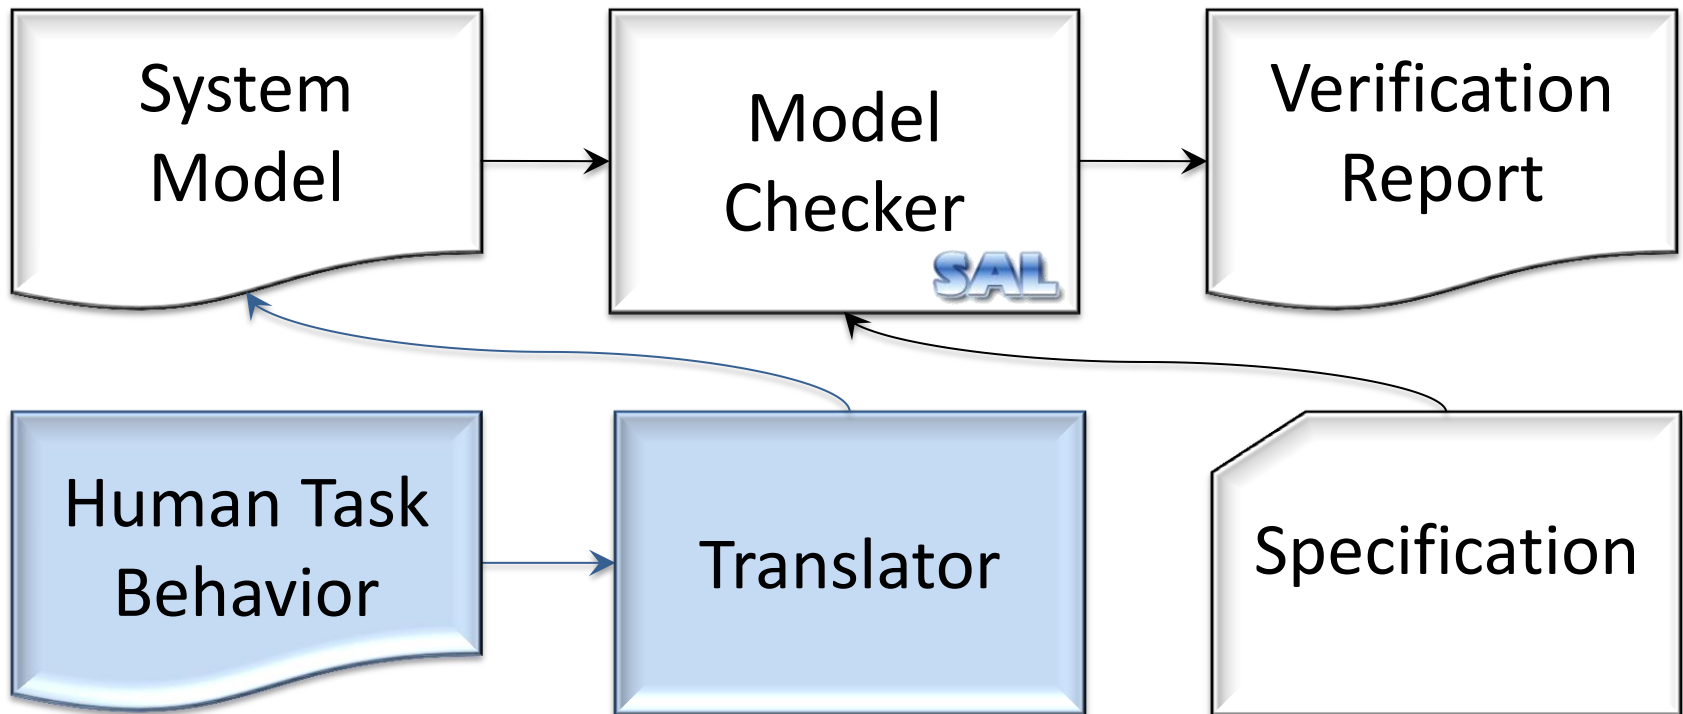 System
Model
Model
Checker
SAL
Verification
Report
Human Task
Behavior
Translator
Specification